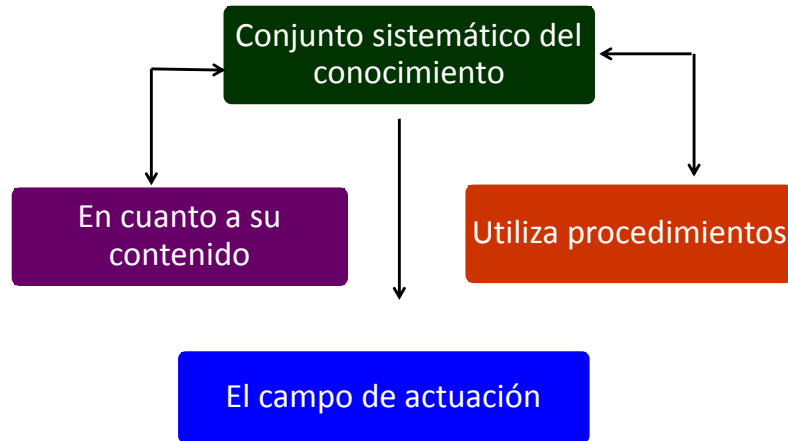 Conjunto sistemático del
conocimiento
En cuanto a su
contenido
Utiliza procedimientos
El campo de actuación